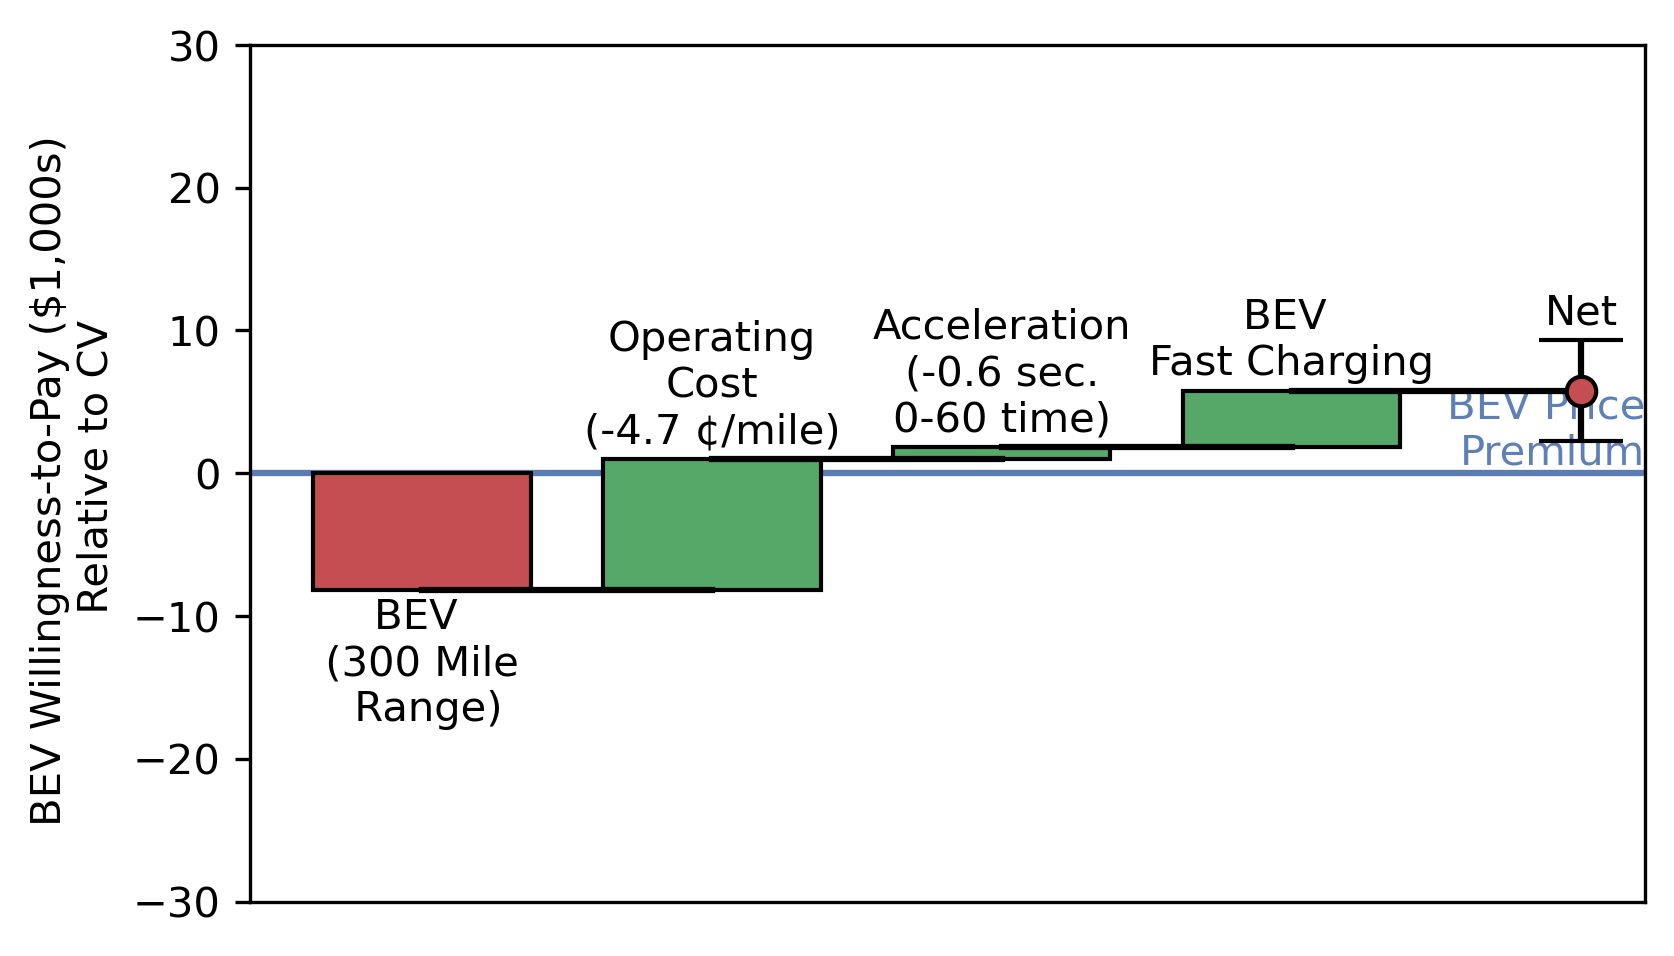 BEV Willingness-to-Pay ($1,000s)
Relative to CV
30
20
10
0
−10
−20
−30
BEV
(300 Mile
Range)
Operating
Cost
(-4.7 ¢/mile)
Acceleration
(-0.6 sec.
0-60 time)
BEV
Fast Charging
Net
BEV Price
Premium